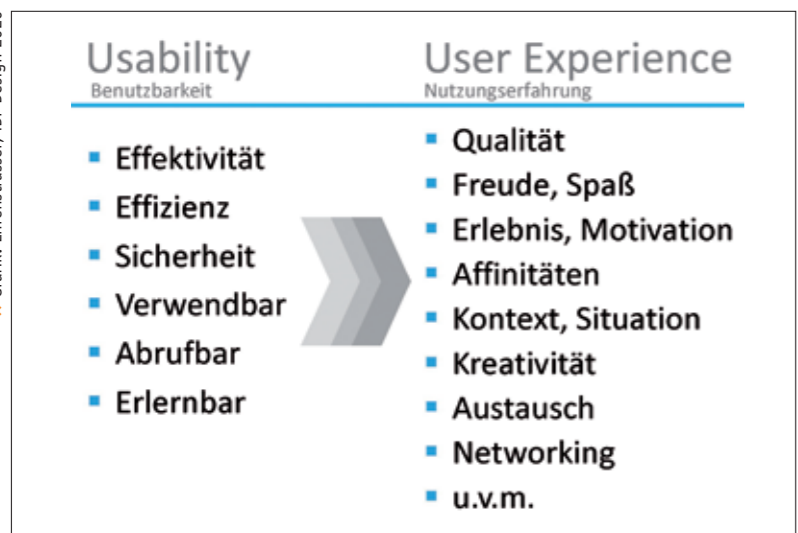 Usability
Benutzbarkeit
Effektivität
Effizienz
Sicherheit
Verwendbar
Abrufbar
Erlernbar
User Experience
Nutzungserfahrung
Qualität
Freude, Spaß
Erlebnis, Motivation
Affinitäten
Kontext, Situation
Kreativität
Austausch
Networking
u.v.m.